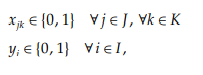 x_{jk} ∈ {0, 1} ∀ j ∈ J, ∀k ∈ K
y_i ∈ {0, 1} ∀ i ∈ I,